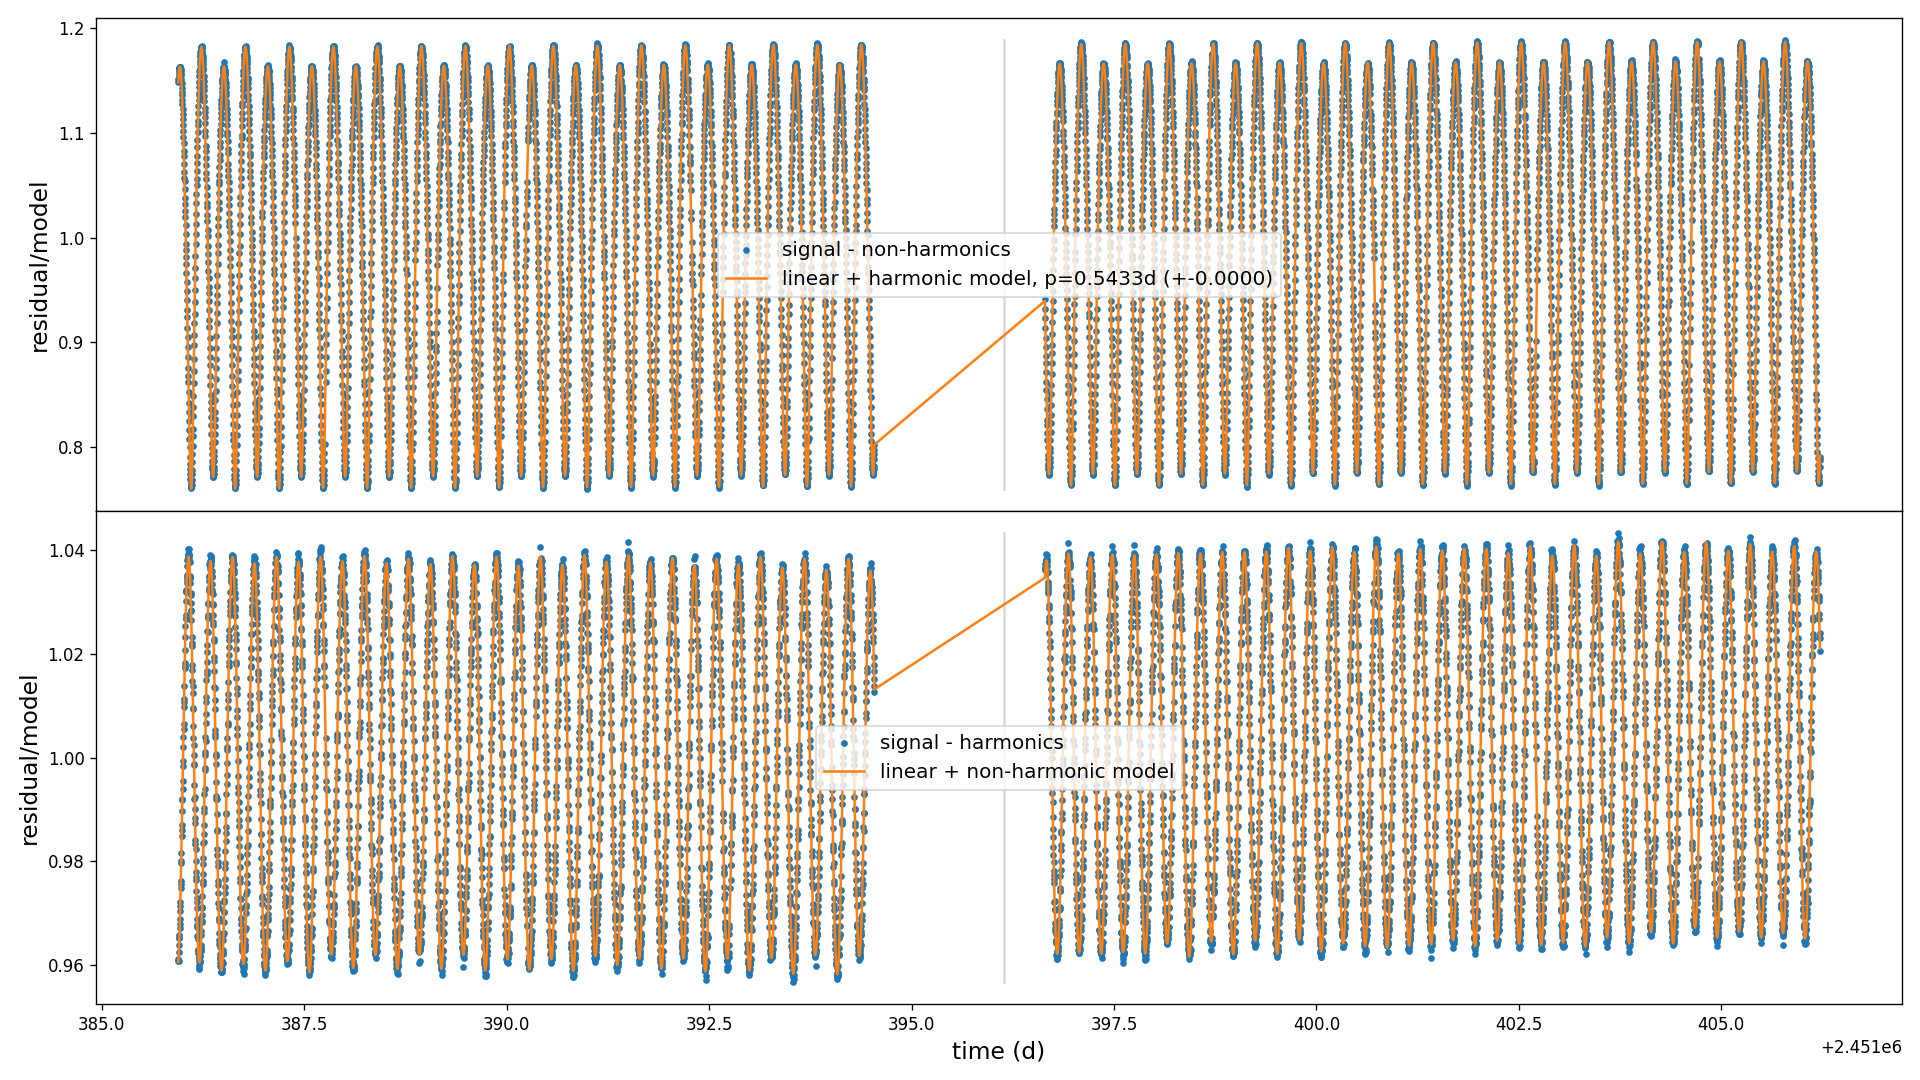 1.2
1.1
1.0
0.9
0.8
residual/model
signal - non-harmonics
linear + harmonic model, p=0.5433d (+-0.0000)
1.04
1.02
1.00
0.98
0.96
residual/model
signal - harmonics
linear + non-harmonic model
385.0 387.5 390.0 392.5 395.0 397.5 400.0 402.5 405.0
time (d)
+2.451e6